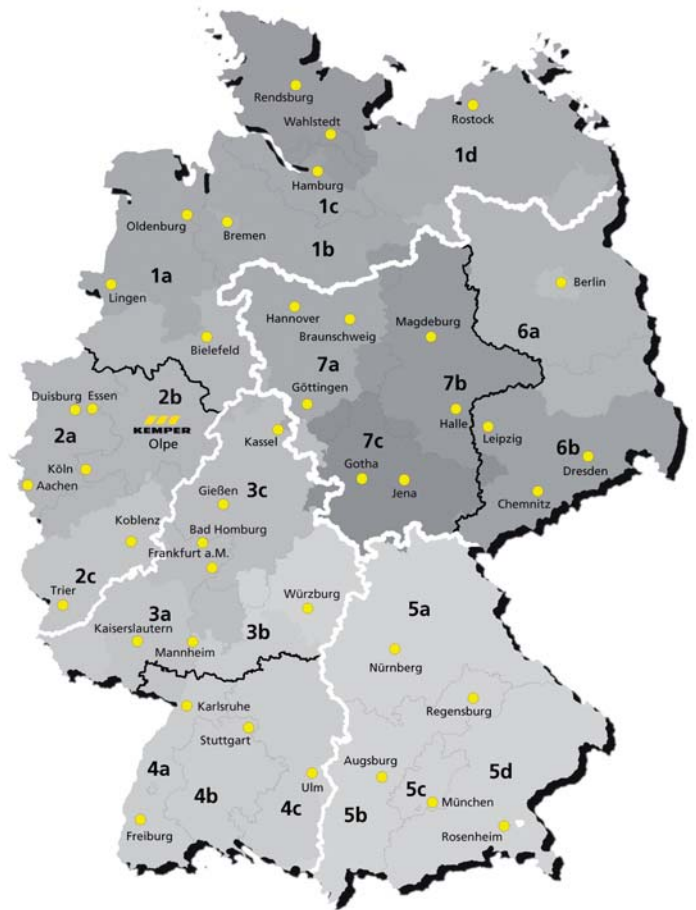 Rendsburg
Rostock
Wahlstedt
1d
Hamburg
1c
Oldenburg
Bremen
1b
1a
Lingen
Berlin
Hannover
Braunschweig
Magdeburg
6a
Bielefeld
7a
Göttingen
7b
2b
Duisburg
Essen
KEMPER
Olpe
2a
Halle
Leipzig
Kassel
7c
6b
Köln
Aachen
3c
Gotha
Jena
Dresden
Chemnitz
Gießen
Koblenz
Bad Homburg
Frankfurt a.M.
2c
Trier
Würzburg
5a
3a
Kaiserslautern
3b
Mannheim
Nürnberg
Karlsruhe
Regensburg
Stuttgart
4a
Augsburg
5d
Ulm
4b
4c
5c
München
5b
Freiburg
Rosenheim